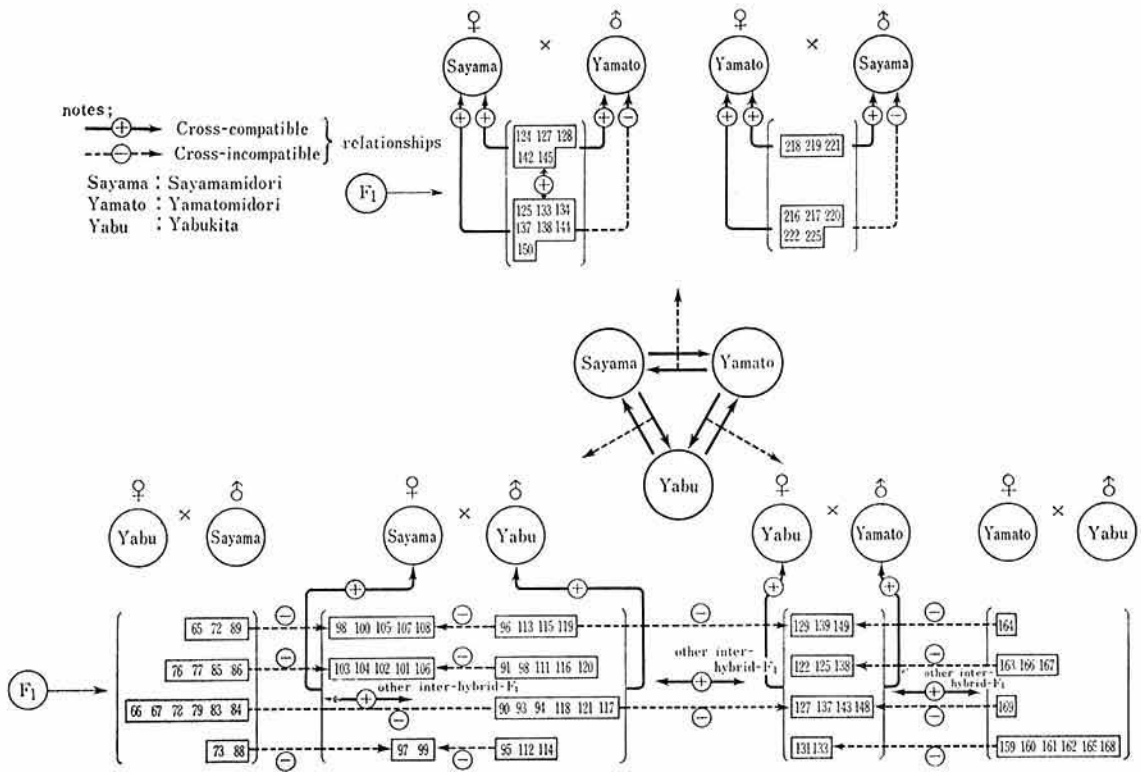 ♀ × ♂
Sayama Yamato
♀ × ♂
Yamato Sayama
notes;
+ Cross-compatible
- Cross-incompatible
relationships
Sayama : Sayamamidori
Yamato : Yamatomidori
Yabu : Yabukita
F1
+ + + -
124 127 128
142 145
+
125 133 134
137 138 144
150
+ + + -
218 219 221
216 217 220
222 225
Sayama Yamato
Yabu
♀ × ♂
Yabu Sayama
♀ × ♂
Sayama Yabu
♀ × ♂
Yabu Yamato
♀ × ♂
Yamato Yabu
+ + + +
F1
65 72 89 - 98 100 105 107 108 - 96 113 115 119 - 129 139 149 - 164
76 77 85 86 - 103 104 102 101 106 - 91 98 111 116 120
other inter-hybrid-F1
+
122 125 138 - 163 166 167
other inter-hybrid-F1
+
other inter-hybrid-F1
+
66 67 78 79 83 84 - 90 93 94 118 121 117 - 127 137 143 148 - 169
73 88 - 97 99 - 95 112 114
131 133 - 159 160 161 162 165 168